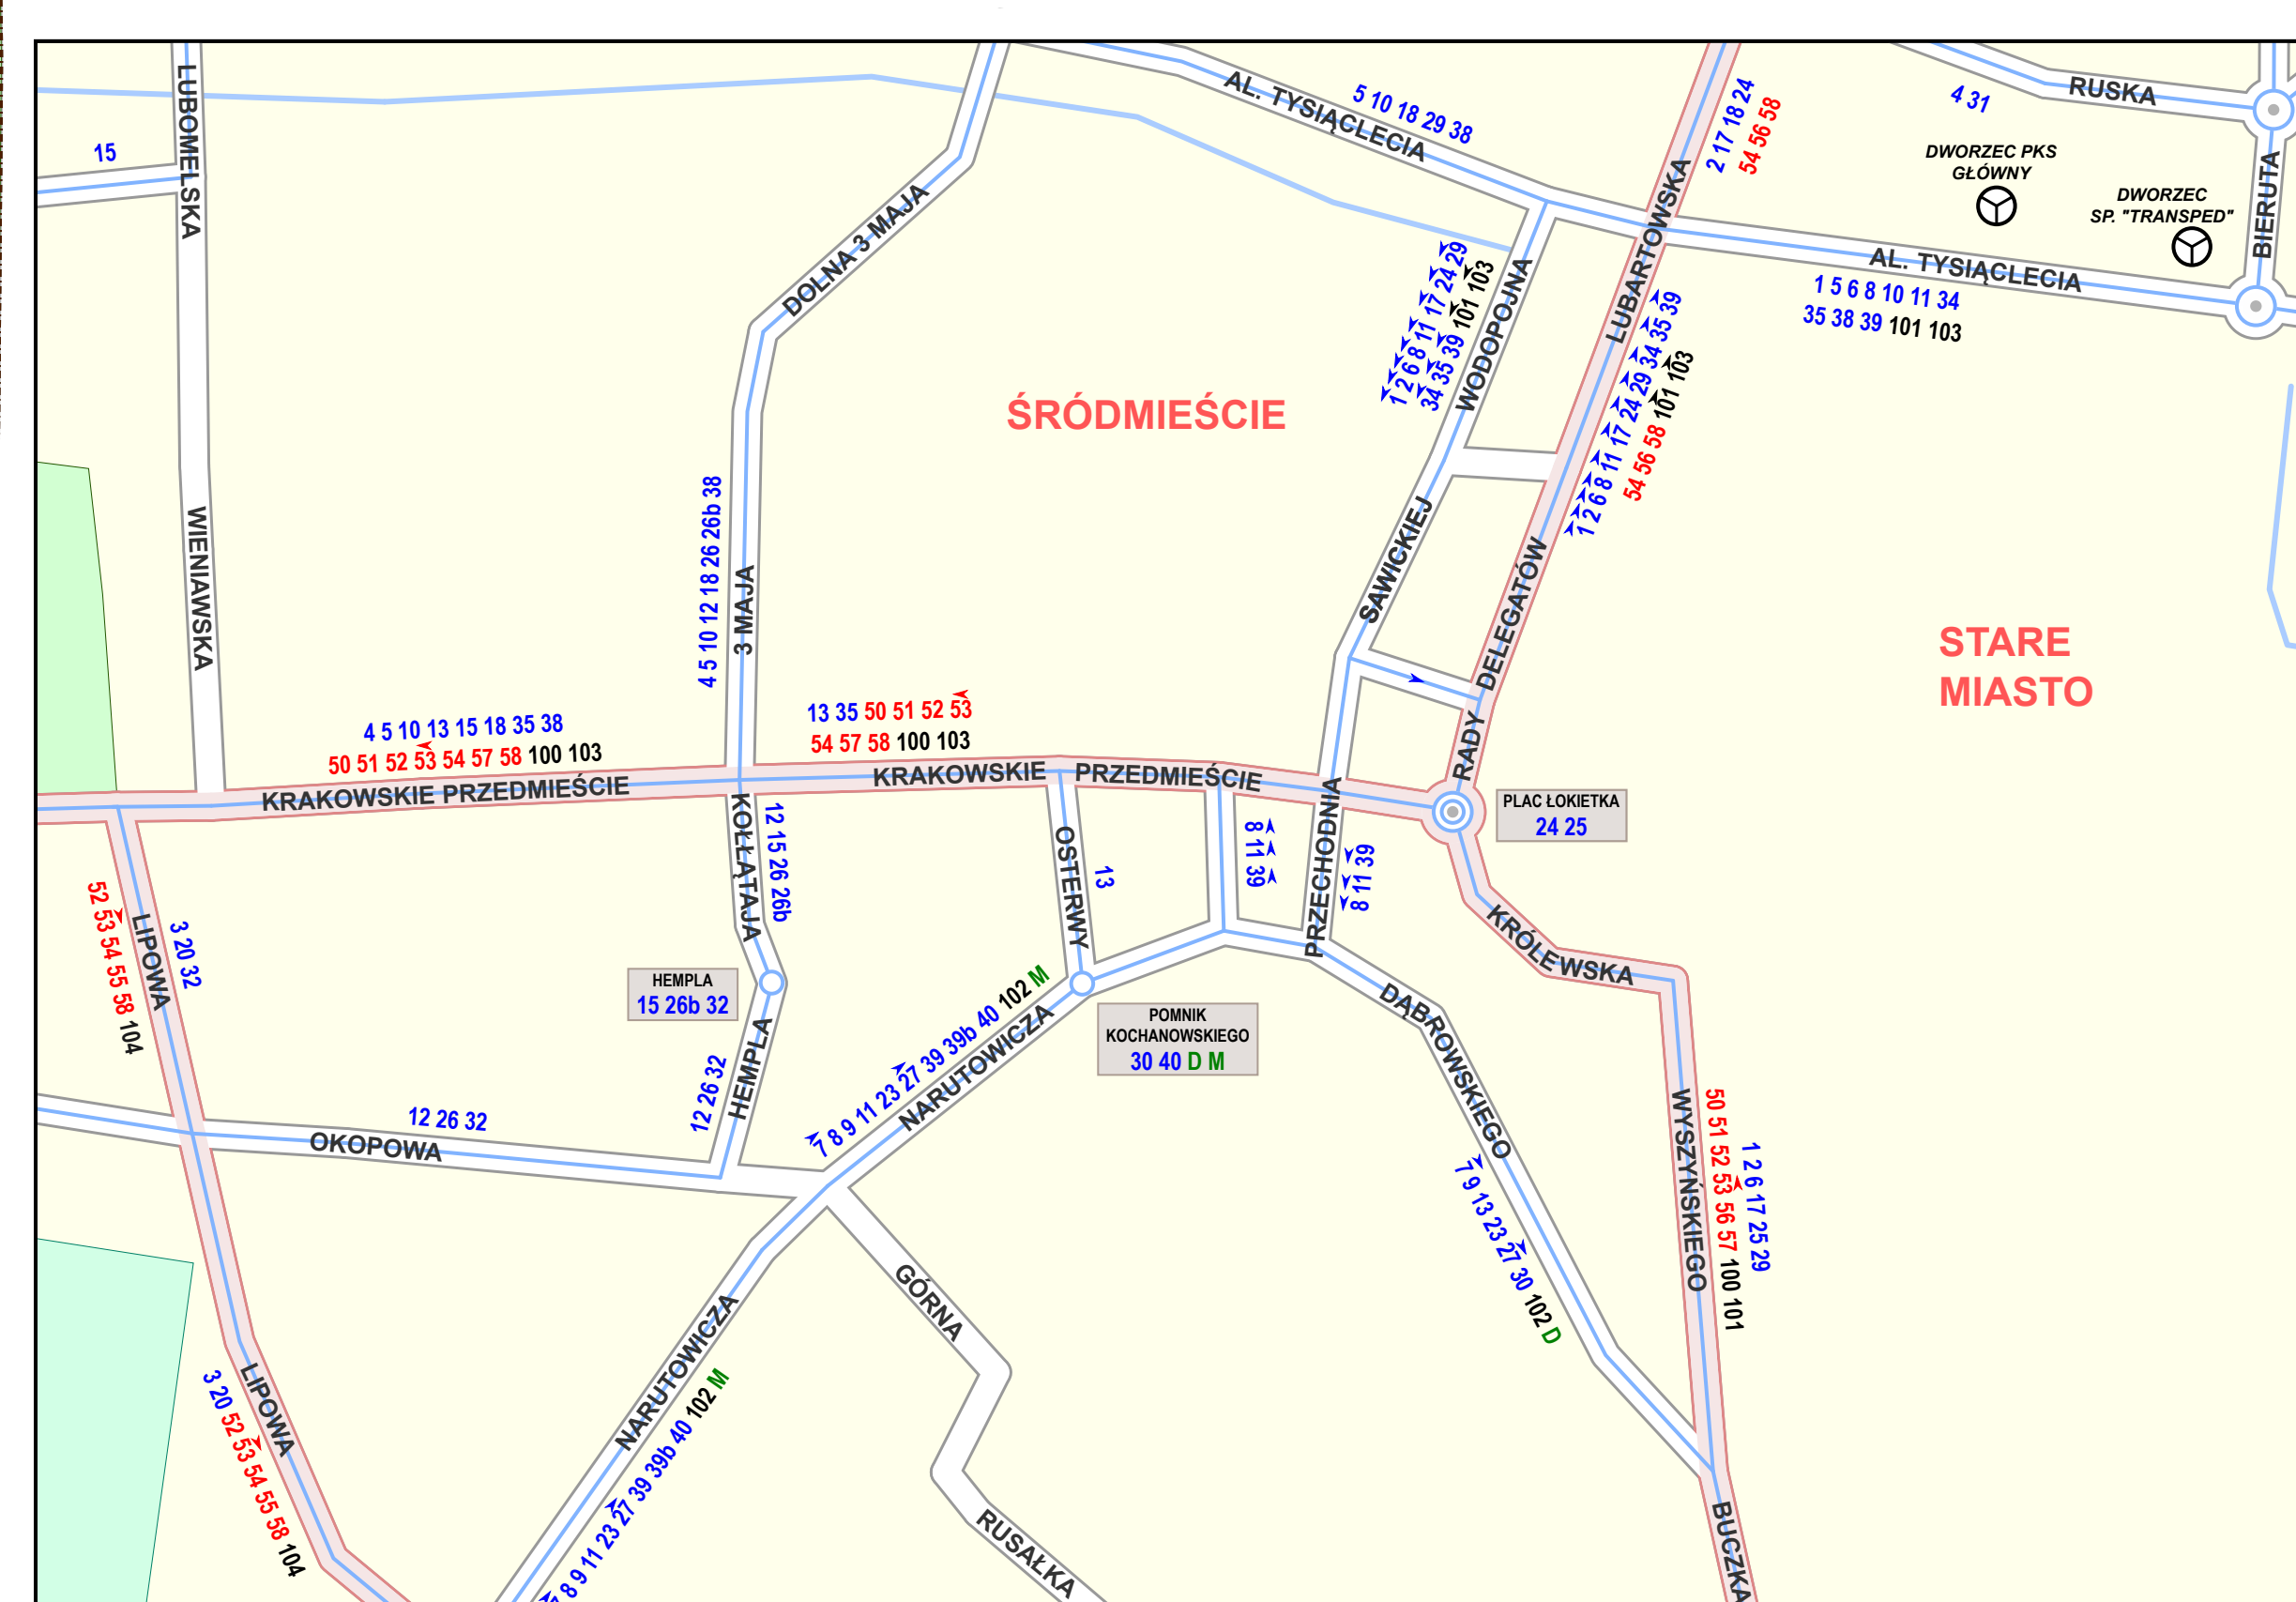 LUBOMELSKA
15
WIENIAWSKA
DOLNA 3 MAJA
AL. TYSIĄCLECIA
5 10 18 29 38
2 17 18 24
54 56 58
4 31
RUSKA
DWORZEC PKS
GŁÓWNY
DWORZEC
SP. "TRANSPED"
BIERUTA
AL. TYSIĄCLECIA
1 5 6 8 10 11 34
35 38 39 101 103
LUBARTOWSKA
1 2 6 8 11 17 24 29
34 35 39 101 103
WODOPOJNA
1 2 6 8 11 17 24 29 34 35 39
54 56 58 101 103
ŚRÓDMIEŚCIE
4 5 10 12 18 26 26b 38
3 MAJA
SAWICKIEJ
RADY DELEGATÓW
STARE
MIASTO
4 5 10 13 15 18 35 38
50 51 52 53 54 57 58 100 103
13 35 50 51 52 53
54 57 58 100 103
KRAKOWSKIE PRZEDMIEŚCIE
KRAKOWSKIE PRZEDMIEŚCIE
PLAC ŁOKIETKA
24 25
KOŁŁĄTAJA
12 15 26 26b
OSTERWY
13
8 11 39
PRZECHODNIA
8 11 39
52 53 54 55 58 104
LIPOWA
3 20 32
HEMPLA
15 26b 32
KRÓLEWSKA
POMNIK
KOCHANOWSKIEGO
30 40 D M
12 26 32
HEMPLA
7 8 9 11 23 27 39 39b 40 102 M
NARUTOWICZA
DĄBROWSKIEGO
7 9 13 23 27 30 102 D
WYSZYŃSKIEGO
50 51 52 53 56 57 100 101
1 2 6 17 25 29
12 26 32
OKOPOWA
GÓRNA
NARUTOWICZA
8 9 11 23 27 39 39b 40 102 M
LIPOWA
3 20 52 53 54 55 58 104
RUSAŁKA
BUCZKA